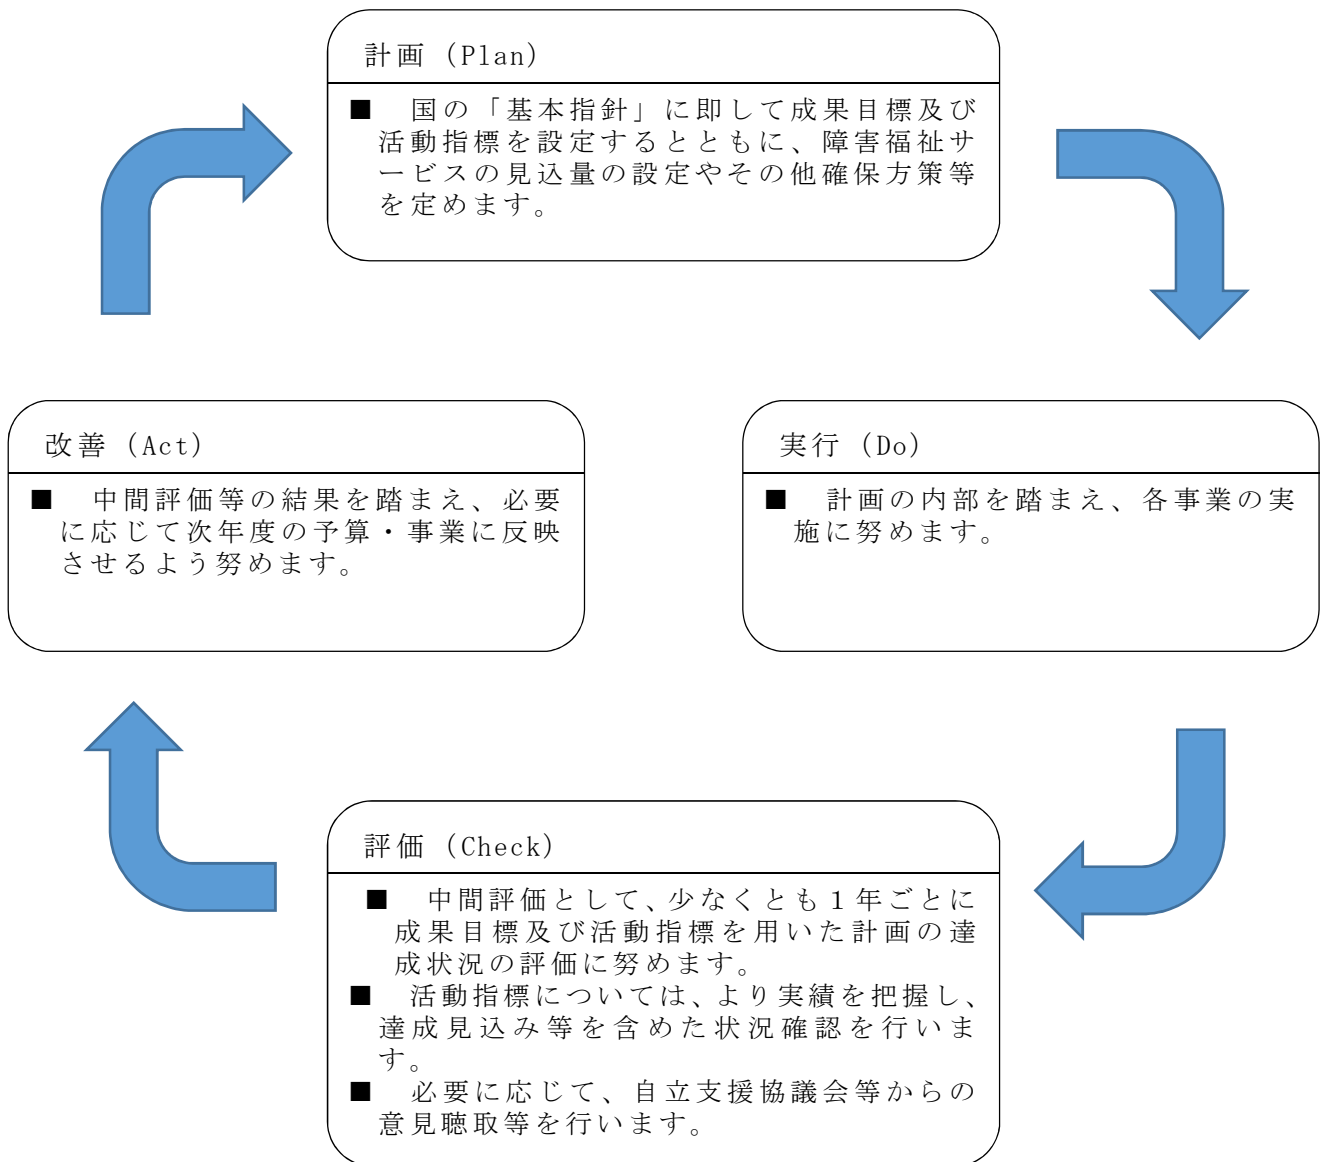 計画 (Plan)
■ 国の「基本指針」に即して成果目標及び
活動指標を設定するとともに、障害福祉サ
ービスの見込量の設定やその他確保方策等
を定めます。
改善 (Act)
■ 中間評価等の結果を踏まえ、必要
に応じて次年度の予算・事業に反映
させるよう努めます。
実行 (Do)
■ 計画の内部を踏まえ、各事業の実
施に努めます。
評価 (Check)
■ 中間評価として、少なくとも１年ごとに
成果目標及び活動指標を用いた計画の達
成状況の評価に努めます。
■ 活動指標については、より実績を把握し、
達成見込み等を含めた状況確認を行いま
す。
■ 必要に応じて、自立支援協議会等からの
意見聴取等を行います。